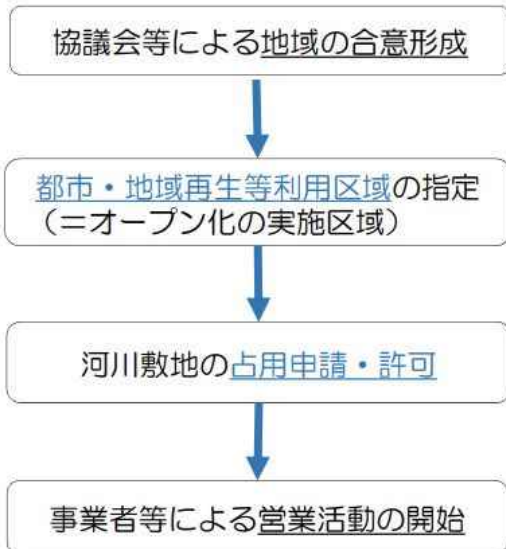 協議会等による地域の合意形成
都市・地域再生等利用区域の指定
（＝オープン化の実施区域）
河川敷地の占用申請・許可
事業者等による営業活動の開始